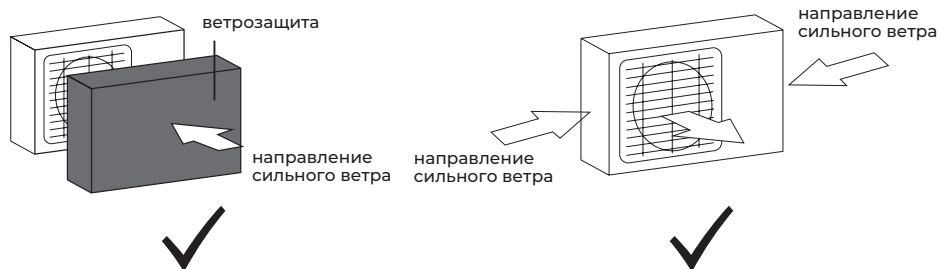 ветрозащита
направление
сильного ветра
направление
сильного ветра
направление
сильного ветра